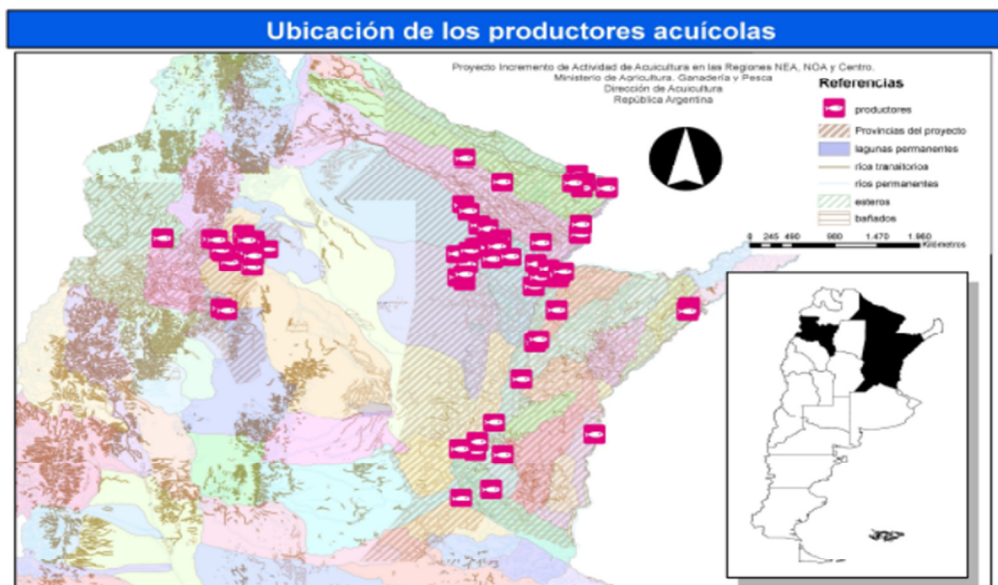 Ubicación de los productores acuícolas
Proyecto Incremento de Actividad de Acuicultura en las Regiones NEA, NOA y Centro.
Ministerio de Agricultura, Ganadería y Pesca
Dirección de Acuicultura
República Argentina
Referencias
productores
Provincias del proyecto
lagunas permanentes
rios transitorios
rios permanentes
esteros
bañados
0 245 490 980 1.470 1.960
Kilómetros